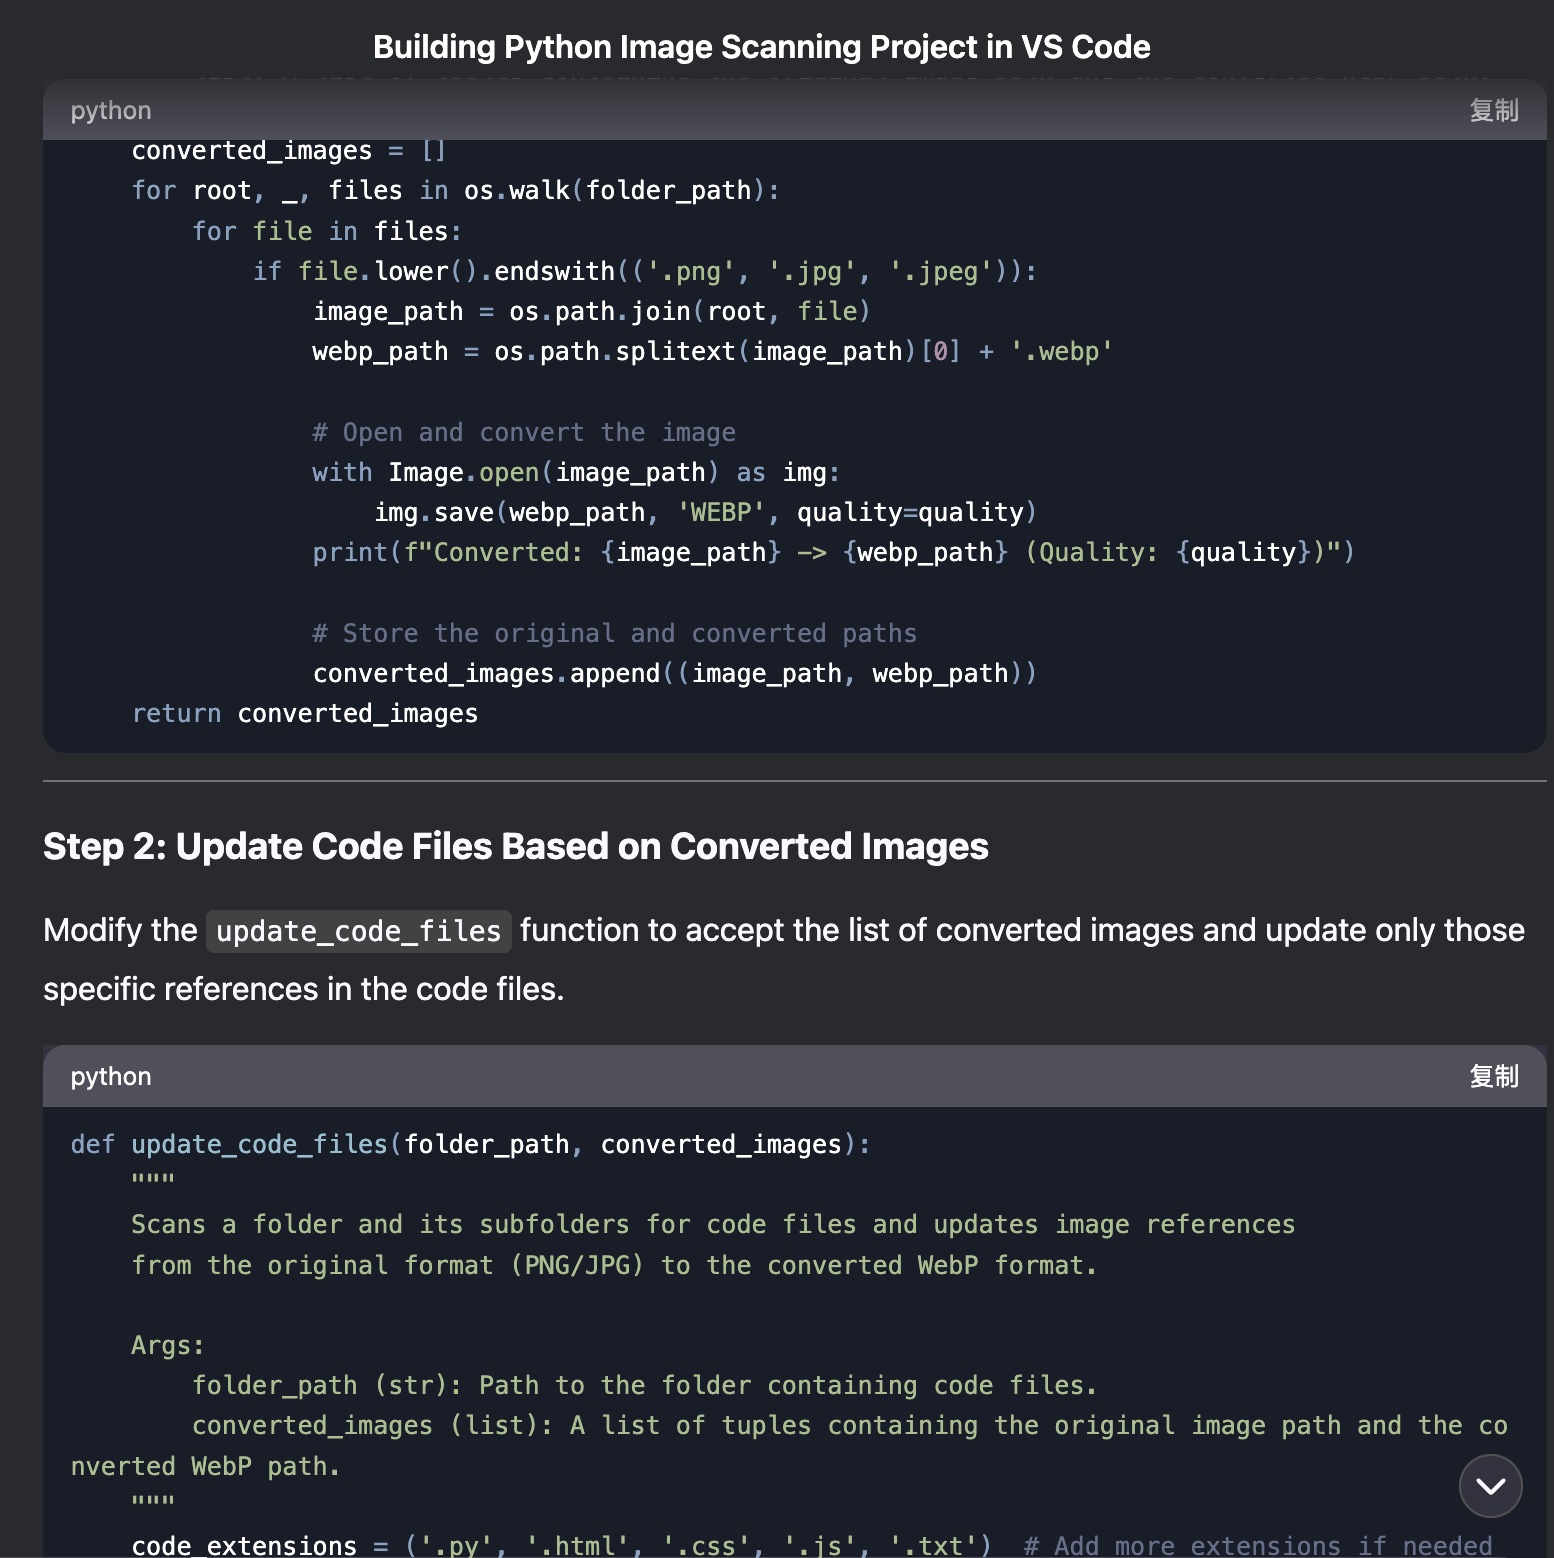 Building Python Image Scanning Project in VS Code
python 复制
converted_images = []
for root, _, files in os.walk(folder_path):
for file in files:
if file.lower().endswith(('.png', '.jpg', '.jpeg')):
image_path = os.path.join(root, file)
webp_path = os.path.splitext(image_path)[0] + '.webp'
# Open and convert the image
with Image.open(image_path) as img:
img.save(webp_path, 'WEBP', quality=quality)
print(f"Converted: {image_path} -> {webp_path} (Quality: {quality})")
# Store the original and converted paths
converted_images.append((image_path, webp_path))
return converted_images
Step 2: Update Code Files Based on Converted Images
Modify the update_code_files function to accept the list of converted images and update only those
specific references in the code files.
python 复制
def update_code_files(folder_path, converted_images):
"""
Scans a folder and its subfolders for code files and updates image references
from the original format (PNG/JPG) to the converted WebP format.
Args:
folder_path (str): Path to the folder containing code files.
converted_images (list): A list of tuples containing the original image path and the co
nverted WebP path.
"""
code_extensions = ('.py', '.html', '.css', '.js', '.txt')  # Add more extensions if needed